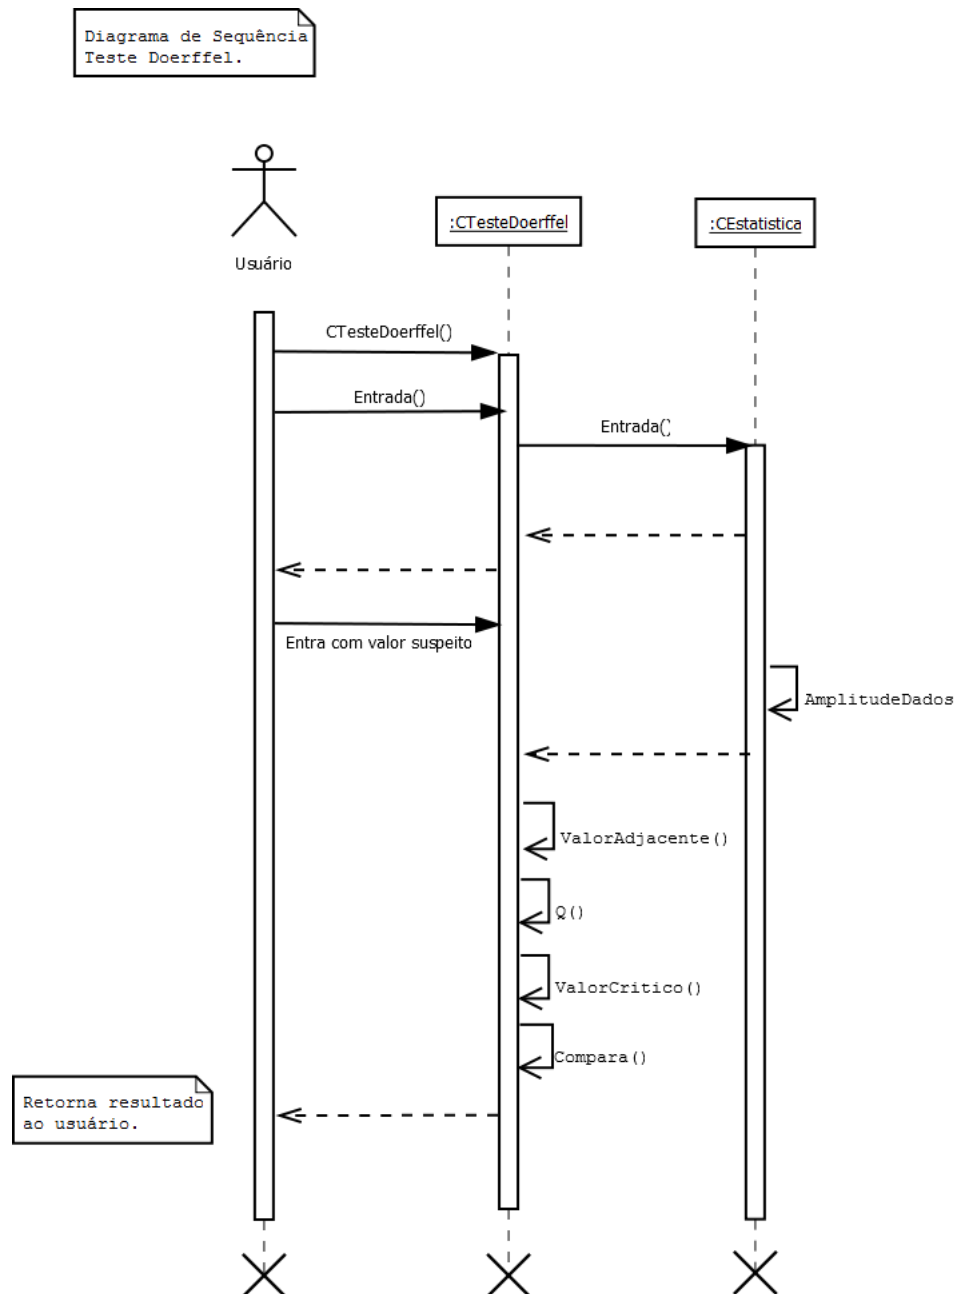 Diagrama de Sequência
Teste Doerffel.
:CTesteDoerffel
:CEstatistica
Usuário
CTesteDoerffel()
Entrada()
Entrada()
Entra com valor suspeito
AmplitudeDados
ValorAdjacente()
Q()
ValorCritico()
Compara()
Retorna resultado
ao usuário.